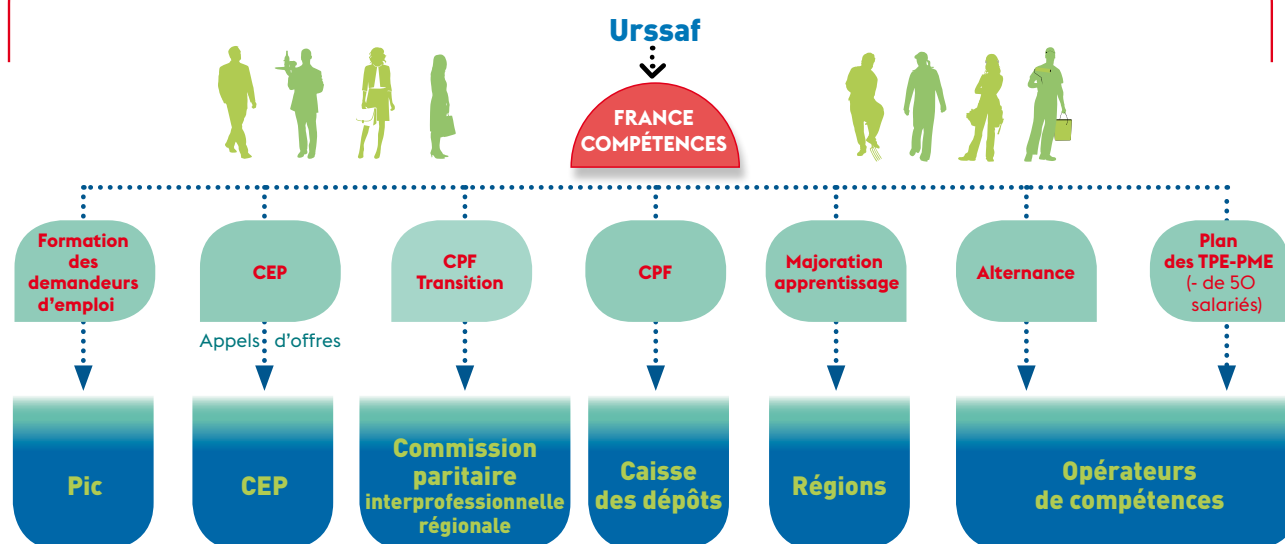 Urssaf
FRANCE
COMPÉTENCES
Formation
des
demandeurs
d'emploi
CEP
CPF
Transition
CPF
Majoration
apprentissage
Alternance
Plan
des TPE-PME
(- de 50
salariés)
Appels d'offres
Pic
CEP
Commission
paritaire
interprofessionnelle
régionale
Caisse
des dépôts
Régions
Opérateurs
de compétences